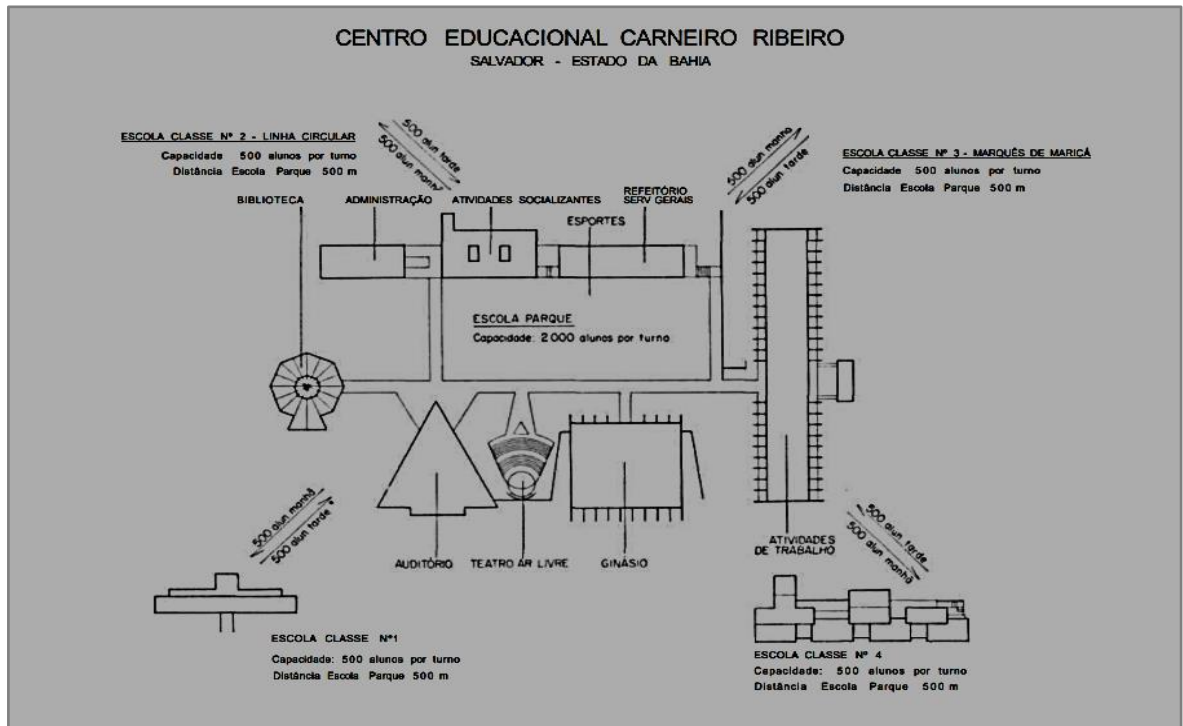 CENTRO EDUCACIONAL CARNEIRO RIBEIRO
SALVADOR - ESTADO DA BAHIA
ESCOLA CLASSE Nº 2 - LINHA CIRCULAR
Capacidade 500 alunos por turno
Distância Escola Parque 500 m
500 alun tarde
500 alun manhã
500 alun manhã
500 alun tarde
ESCOLA CLASSE Nº 3 - MARQUÊS DE MARICÁ
Capacidade 500 alunos por turno
Distância Escola Parque 500 m
BIBLIOTECA
ADMINISTRAÇÃO
ATIVIDADES SOCIALIZANTES
REFEITÓRIO
SERV GERAIS
ESPORTES
ESCOLA PARQUE
Capacidade: 2000 alunos por turno
500 alun manhã
500 alun tarde
AUDITÓRIO
TEATRO AR LIVRE
GINÁSIO
ATIVIDADES
DE TRABALHO
500 alun tarde
500 alun manhã
ESCOLA CLASSE Nº1
Capacidade: 500 alunos por turno
Distância Escola Parque 500 m
ESCOLA CLASSE Nº 4
Capacidade: 500 alunos por turno
Distância Escola Parque 500 m